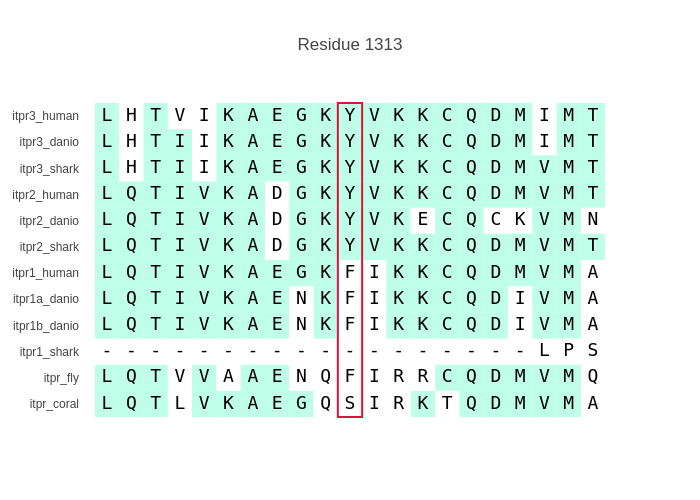 Residue 1313
itpr3_human L H T V I K A E G K Y V K K C Q D M I M T
itpr3_danio L H T I I K A E G K Y V K K C Q D M I M T
itpr3_shark L H T I I K A E G K Y V K K C Q D M V M T
itpr2_human L Q T I V K A D G K Y V K K C Q D M V M T
itpr2_danio L Q T I V K A D G K Y V K E C Q C K V M N
itpr2_shark L Q T I V K A D G K Y V K K C Q D M V M T
itpr1_human L Q T I V K A E G K F I K K C Q D M V M A
itpr1a_danio L Q T I V K A E N K F I K K C Q D I V M A
itpr1b_danio L Q T I V K A E N K F I K K C Q D I V M A
itpr1_shark - - - - - - - - - - - - - - - - - - L P S
itpr_fly L Q T V V A A E N Q F I R R C Q D M V M Q
itpr_coral L Q T L V K A E G Q S I R K T Q D M V M A